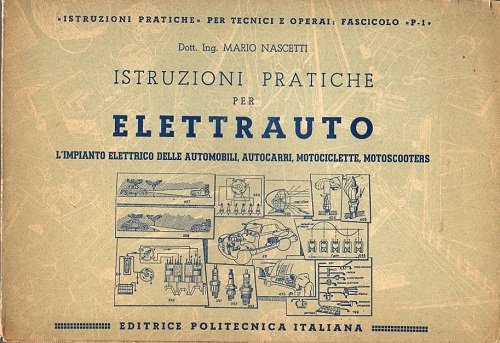 «ISTRUZIONI PRATICHE» PER TECNICI E OPERAI: FASCICOLO «P-1»
Dott. Ing. MARIO NASCETTI
ISTRUZIONI PRATICHE
PER
ELETTRAUTO
L'IMPIANTO ELETTRICO DELLE AUTOMOBILI, AUTOCARRI, MOTOCICLETTE, MOTOSCOOTERS
EDITRICE POLITECNICA ITALIANA